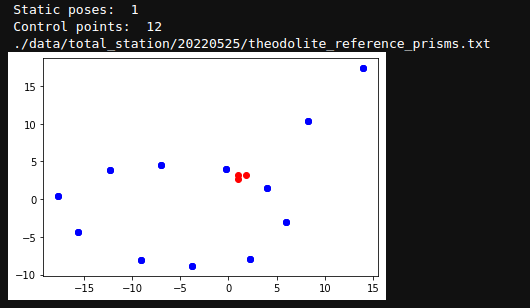 Static poses:  1
Control points:  12
./data/total_station/20220525/theodolite_reference_prisms.txt
15
10
5
0
−5
−10
−15 −10 −5 0 5 10 15